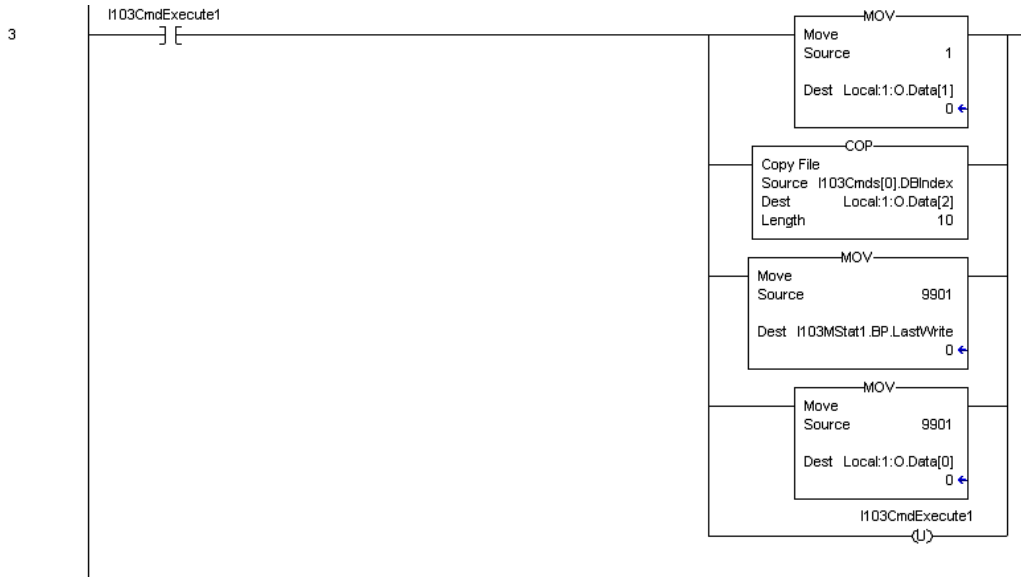 I103CmdExecute1
3
MOV
Move
Source 1
Dest Local:1:O.Data[1]
0
COP
Copy File
Source I103Cmds[0].DBIndex
Dest Local:1:O.Data[2]
Length 10
MOV
Move
Source 9901
Dest I103MStat1.BP.LastWrite
0
MOV
Move
Source 9901
Dest Local:1:O.Data[0]
0
I103CmdExecute1
U